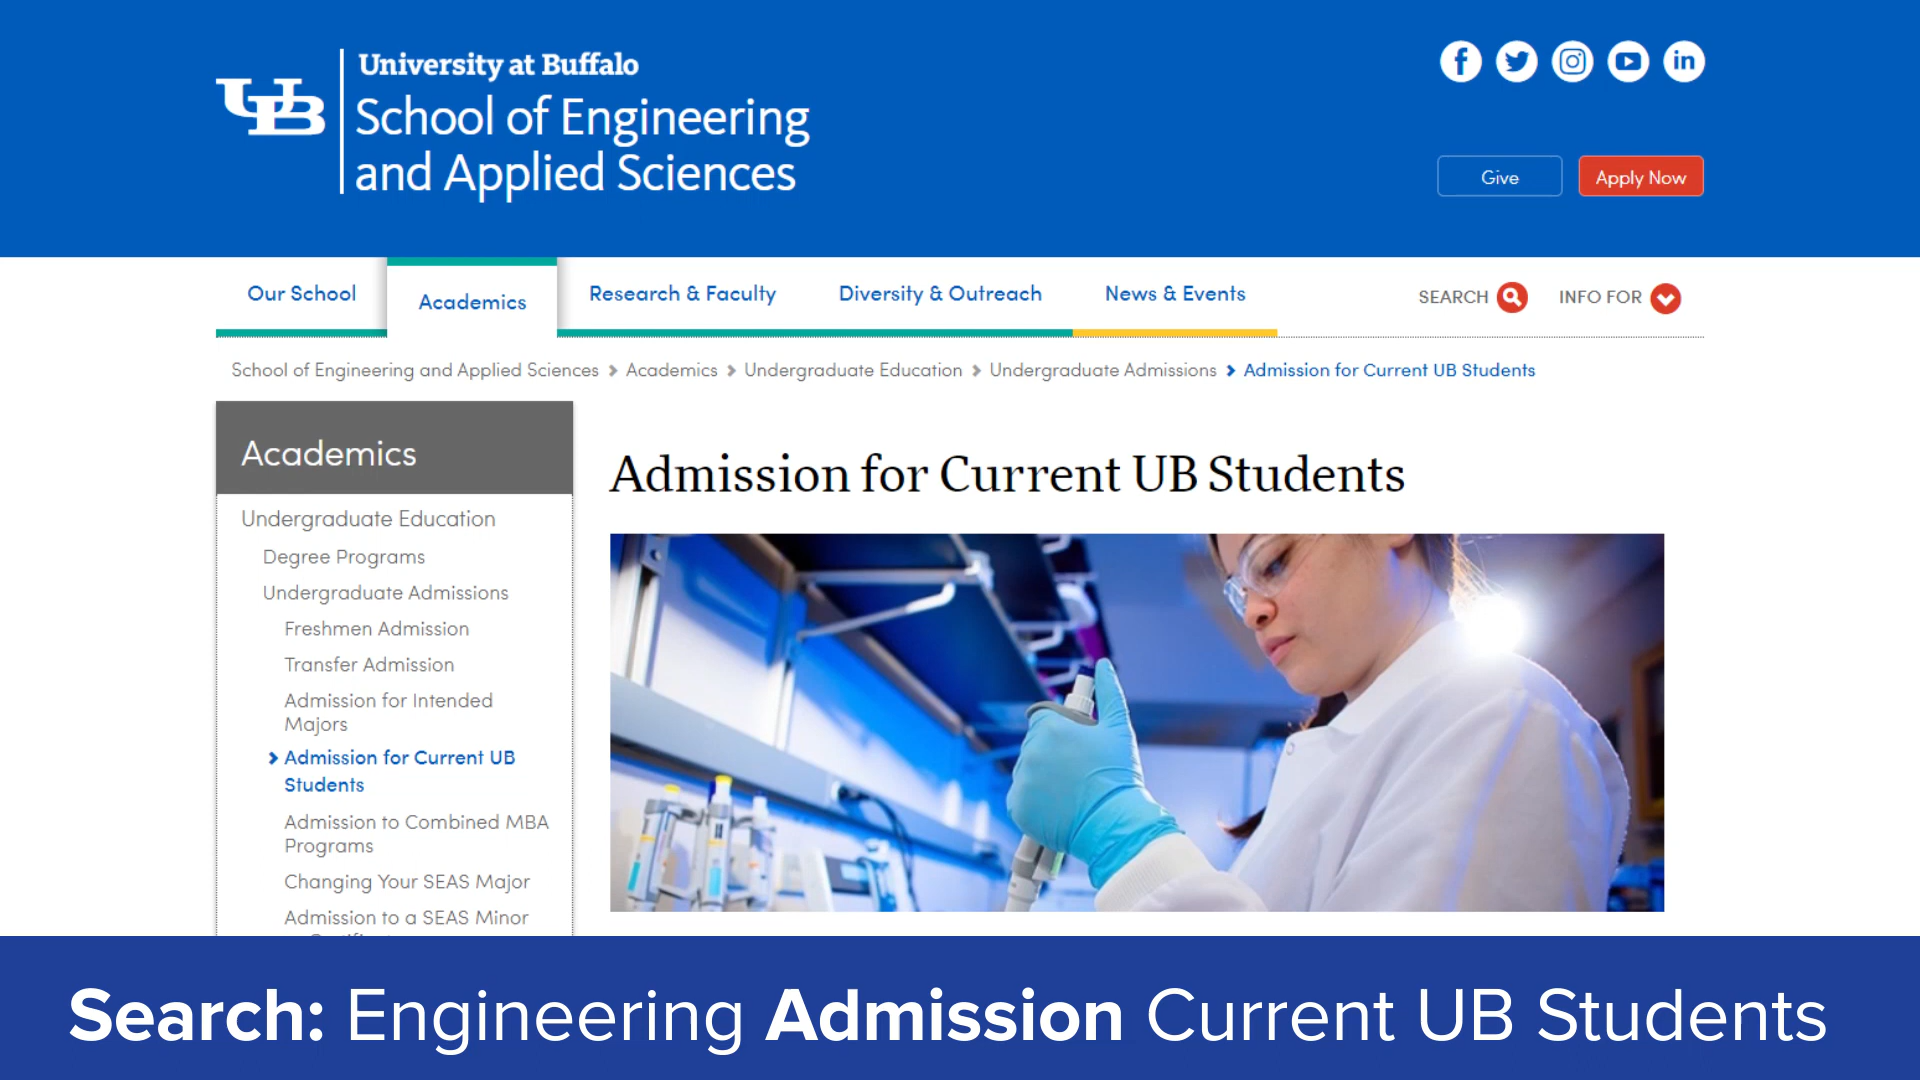 UB
University at Buffalo
School of Engineering
and Applied Sciences
Give
Apply Now
Our School
Academics
Research & Faculty
Diversity & Outreach
News & Events
SEARCH
INFO FOR
School of Engineering and Applied Sciences > Academics > Undergraduate Education > Undergraduate Admissions > Admission for Current UB Students
Academics
Undergraduate Education
Degree Programs
Undergraduate Admissions
Freshmen Admission
Transfer Admission
Admission for Intended
Majors
> Admission for Current UB
Students
Admission to Combined MBA
Programs
Changing Your SEAS Major
Admission to a SEAS Minor
Admission for Current UB Students
Search: Engineering Admission Current UB Students